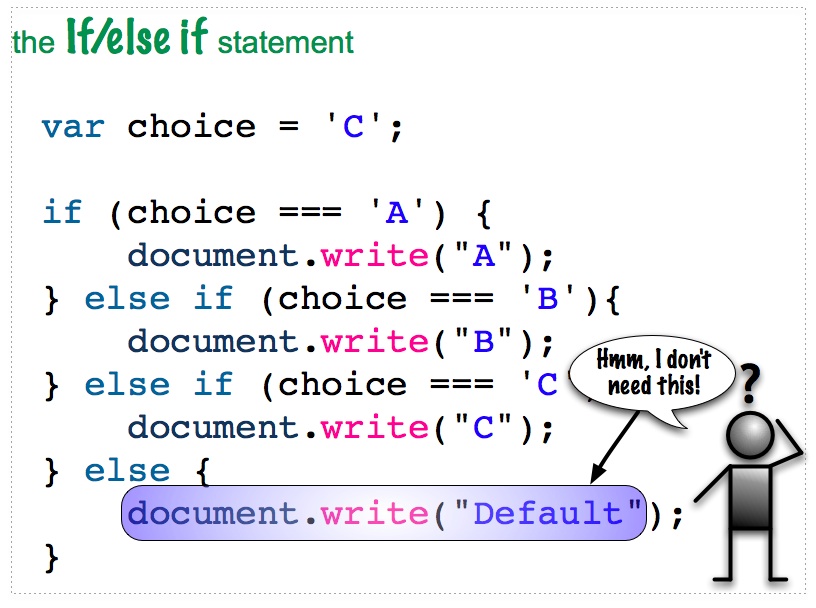 the If/else if statement
var choice = 'C';
if (choice === 'A') {
    document.write("A");
} else if (choice === 'B'){
    document.write("B");
} else if (choice === 'C
    document.write("C");
} else {
    document.write("Default");
}
Hmm, I don't
need this!
?